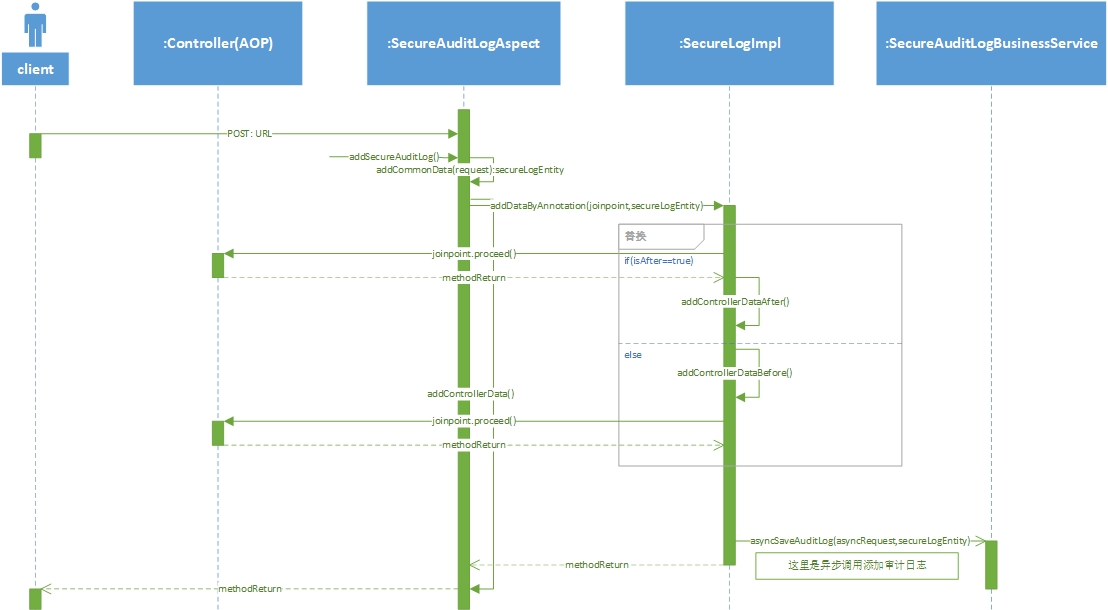 client
:Controller(AOP)
:SecureAuditLogAspect
:SecureLogImpl
:SecureAuditLogBusinessService
POST: URL
addSecureAuditLog()
addCommonData(request):secureLogEntity
addDataByAnnotation(joinpoint,secureLogEntity)
替换
joinpoint.proceed()
if(isAfter==true)
methodReturn
addControllerDataAfter()
else
addControllerDataBefore()
addControllerData()
joinpoint.proceed()
methodReturn
asyncSaveAuditLog(asyncRequest,secureLogEntity)
这里是异步调用添加审计日志
methodReturn
methodReturn